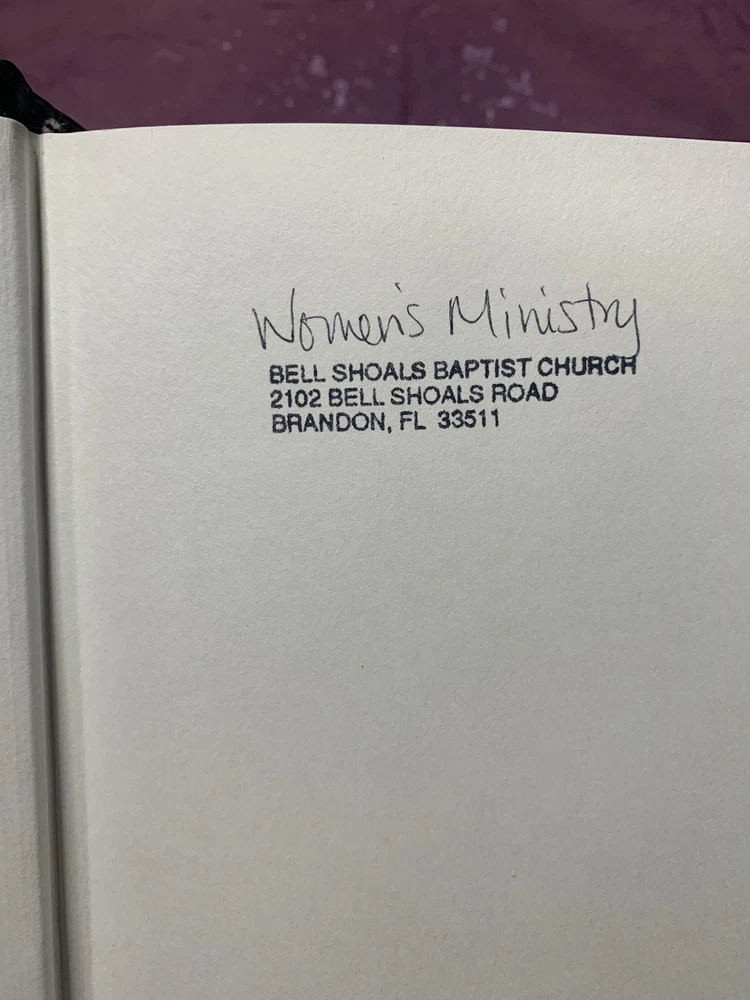 Women's Ministry
BELL SHOALS BAPTIST CHURCH
2102 BELL SHOALS ROAD
BRANDON, FL 33511